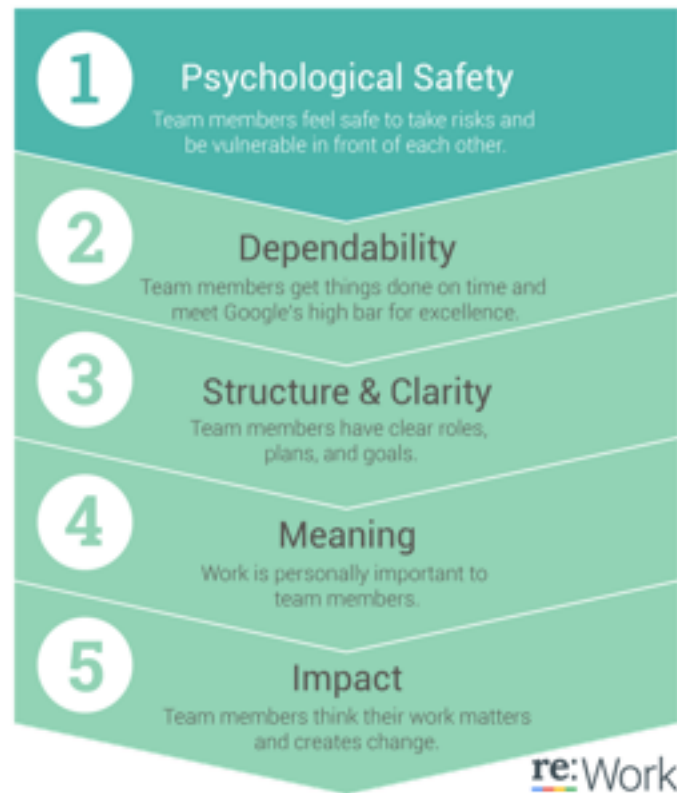 1
Psychological Safety
Team members feel safe to take risks and
be vulnerable in front of each other.
2
Dependability
Team members get things done on time and
meet Google's high bar for excellence.
3
Structure & Clarity
Team members have clear roles,
plans, and goals.
4
Meaning
Work is personally important to
team members.
5
Impact
Team members think their work matters
and creates change.
re:Work